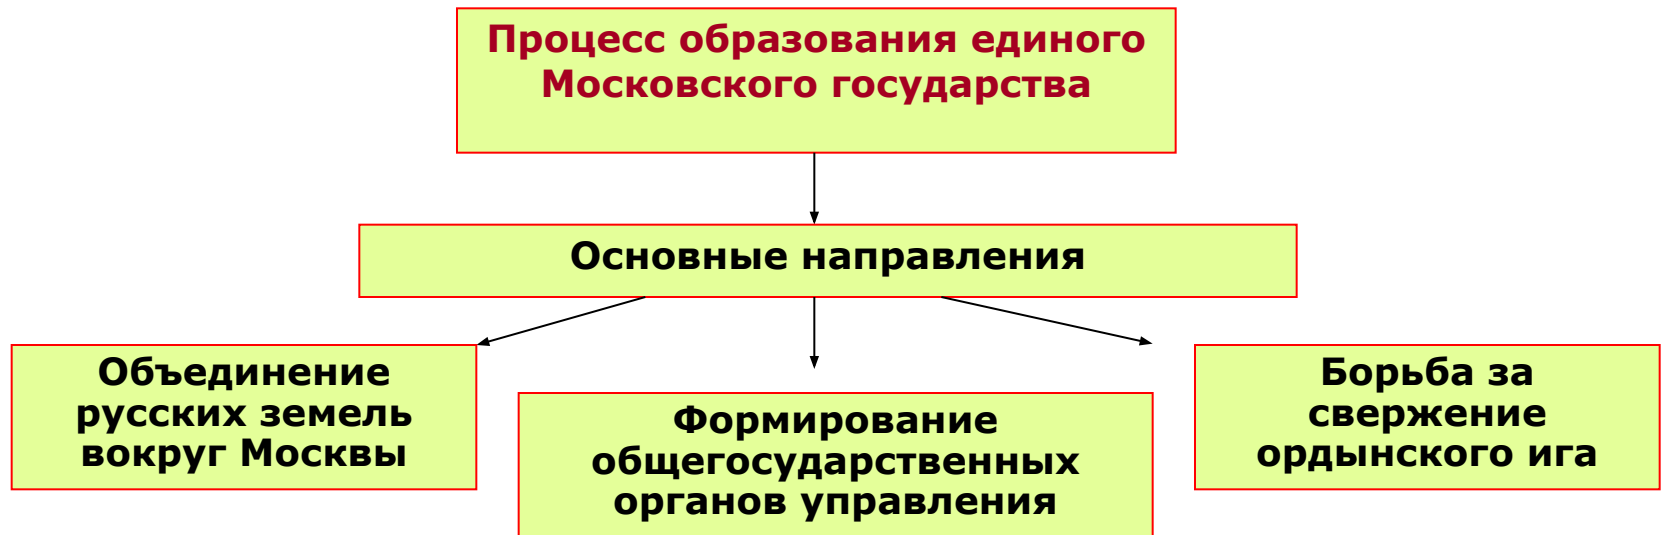 Процесс образования единого
Московского государства
Основные направления
Объединение
русских земель
вокруг Москвы
Формирование
общегосударственных
органов управления
Борьба за
свержение
ордынского ига